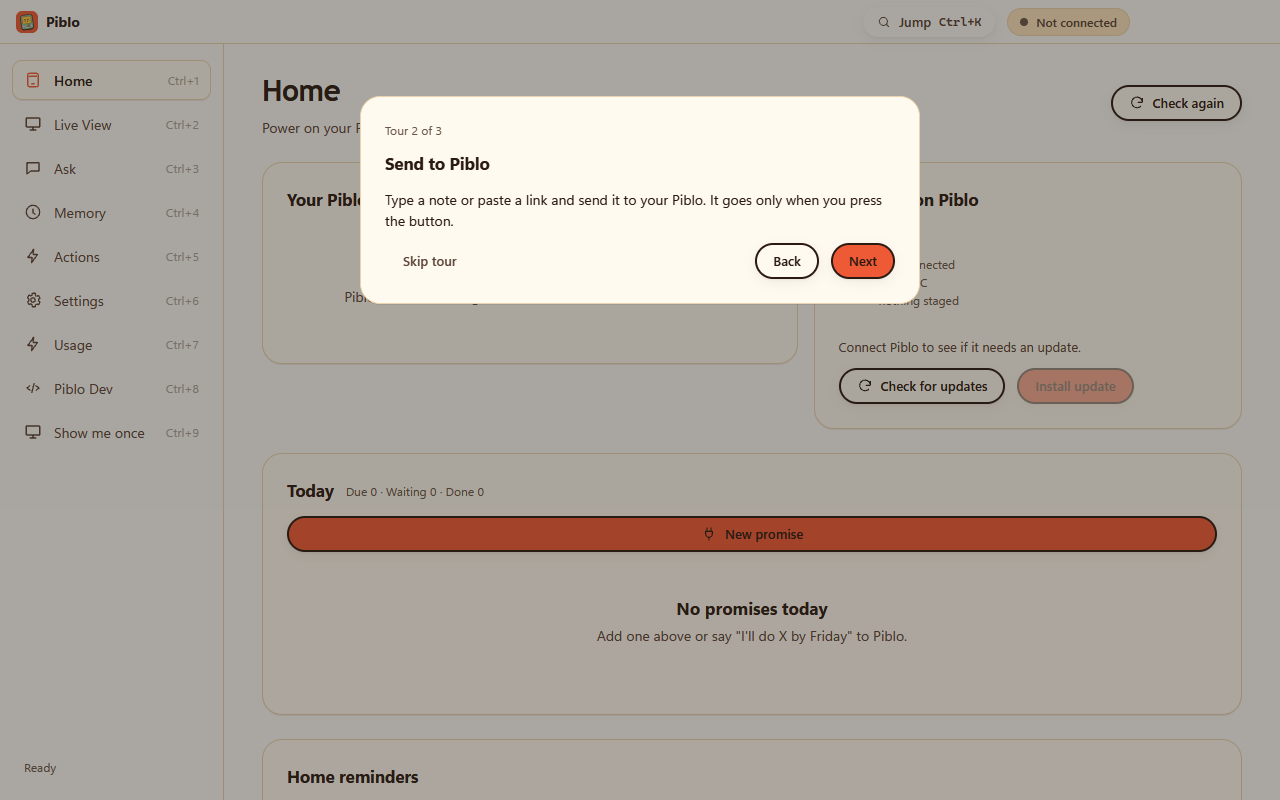 Piblo
Jump Ctrl+K
Not connected
Home Ctrl+1
Live View Ctrl+2
Ask Ctrl+3
Memory Ctrl+4
Actions Ctrl+5
Settings Ctrl+6
Usage Ctrl+7
Piblo Dev Ctrl+8
Show me once Ctrl+9
Ready
Home
Power on your
Check again
Tour 2 of 3
Send to Piblo
Type a note or paste a link and send it to your Piblo. It goes only when you press
the button.
Skip tour
Back
Next
Your Piblo
on Piblo
C
nothing staged
Connect Piblo to see if it needs an update.
Check for updates
Install update
Today Due 0 · Waiting 0 · Done 0
New promise
No promises today
Add one above or say "I'll do X by Friday" to Piblo.
Home reminders